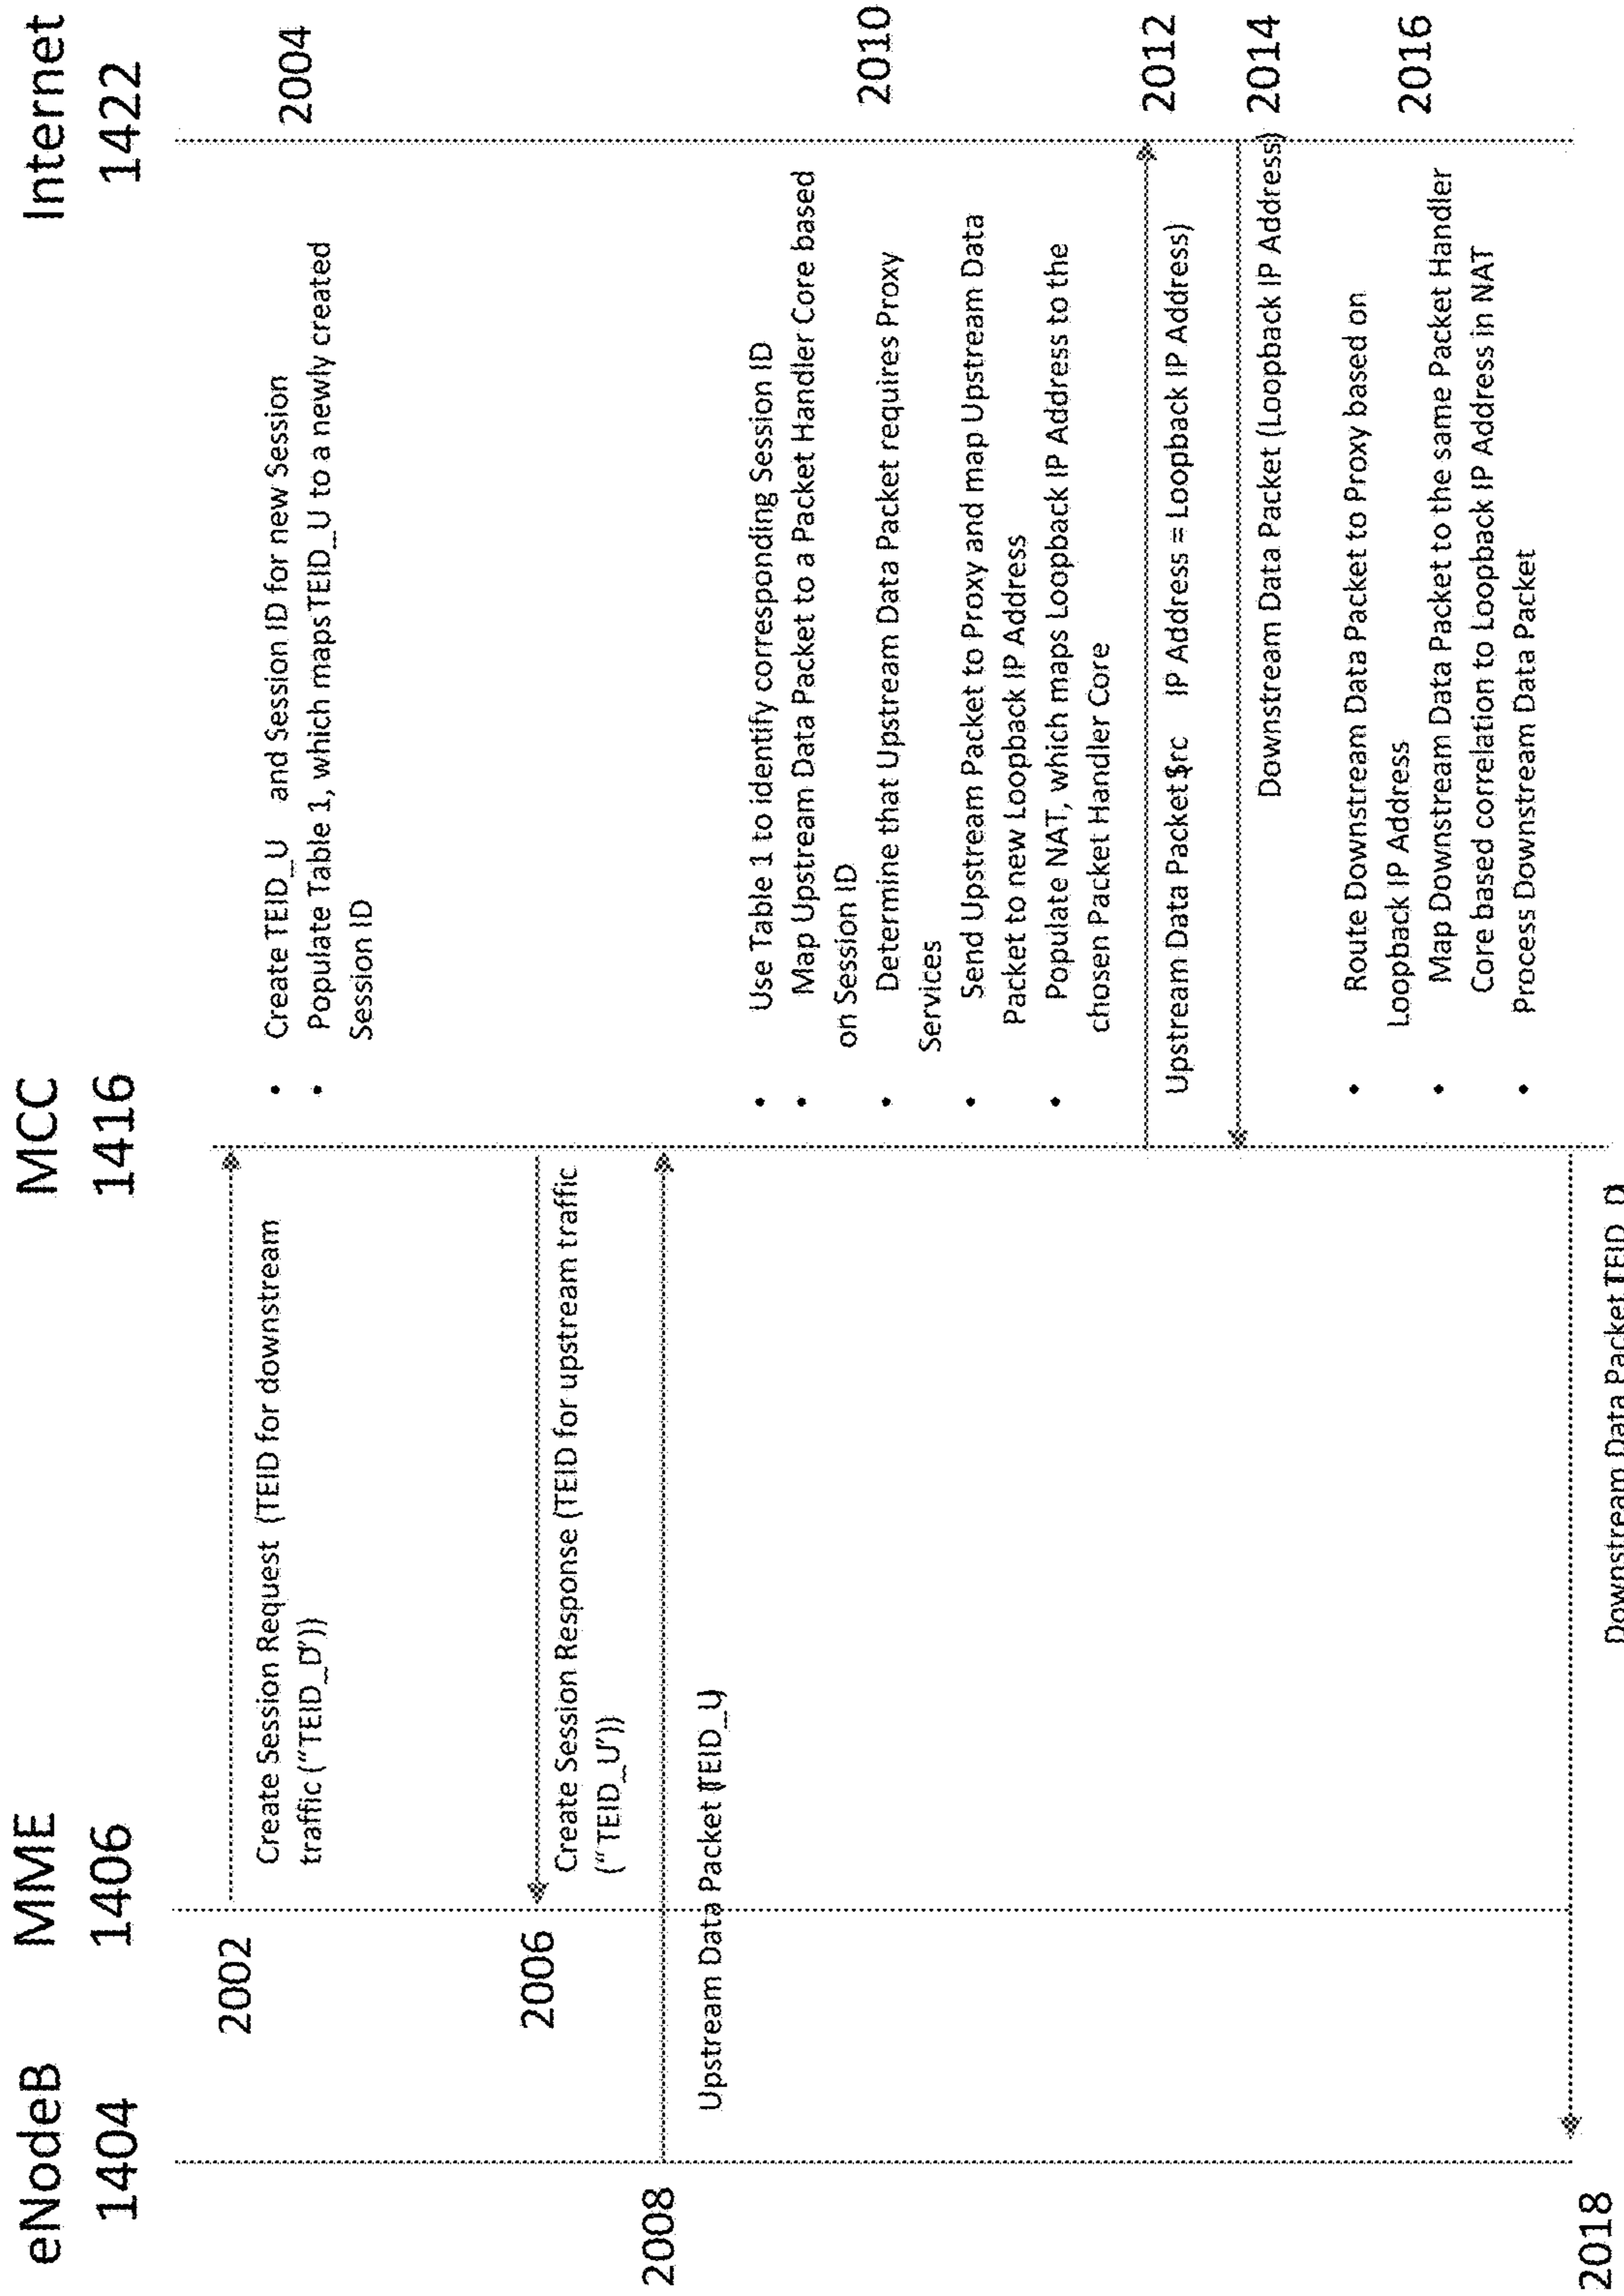 eNodeB
1404
MME
1406
MCC
1416
Internet
1422
2002
Create Session Request (TEID for downstream
traffic ("TEID_D"))
• Create TEID_U and Session ID for new Session
• Populate Table 1, which maps TEID_U to a newly created
Session ID
2004
2006
Create Session Response (TEID for upstream traffic
("TEID_U"))
2008
Upstream Data Packet (TEID_U)
• Use Table 1 to identify corresponding Session ID
• Map Upstream Data Packet to a Packet Handler Core based
on Session ID
• Determine that Upstream Data Packet requires Proxy
Services
• Send Upstream Packet to Proxy and map Upstream Data
Packet to new Loopback IP Address
• Populate NAT, which maps Loopback IP Address to the
chosen Packet Handler Core
2010
2012
Upstream Data Packet Src IP Address = Loopback IP Address)
2014
Downstream Data Packet (Loopback IP Address)
• Route Downstream Data Packet to Proxy based on
Loopback IP Address
• Map Downstream Data Packet to the same Packet Handler
Core based correlation to Loopback IP Address in NAT
• Process Downstream Data Packet
2016
2018
Downstream Data Packet TEID_D